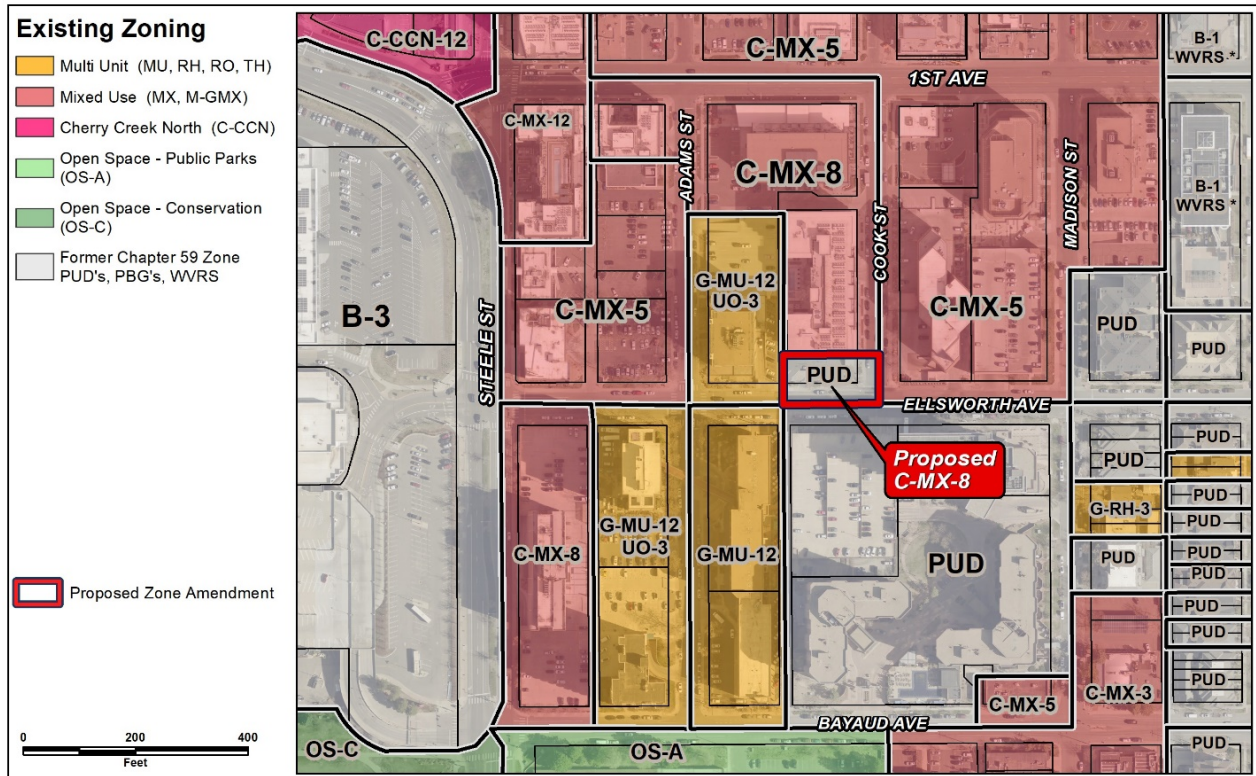 Existing Zoning
Multi Unit (MU, RH, RO, TH)
Mixed Use (MX, M-GMX)
Cherry Creek North (C-CCN)
Open Space - Public Parks
(OS-A)
Open Space - Conservation
(OS-C)
Former Chapter 59 Zone
PUD's, PBG's, WVRS
Proposed Zone Amendment
0 200 400
Feet
C-CCN-12
C-MX-5
B-1
WVRS *
1ST AVE
C-MX-12
ADAMS ST
C-MX-8
COOK ST
MADISON ST
B-1
WVRS *
B-3
STEELE ST
C-MX-5
G-MU-12
UO-3
C-MX-5
PUD
PUD
PUD
ELLSWORTH AVE
Proposed
C-MX-8
PUD
PUD
C-MX-8
G-MU-12
UO-3
G-MU-12
PUD
G-RH-3
PUD
PUD
PUD
PUD
PUD
PUD
PUD
C-MX-3
C-MX-5
BAYAUD AVE
PUD
OS-C
OS-A